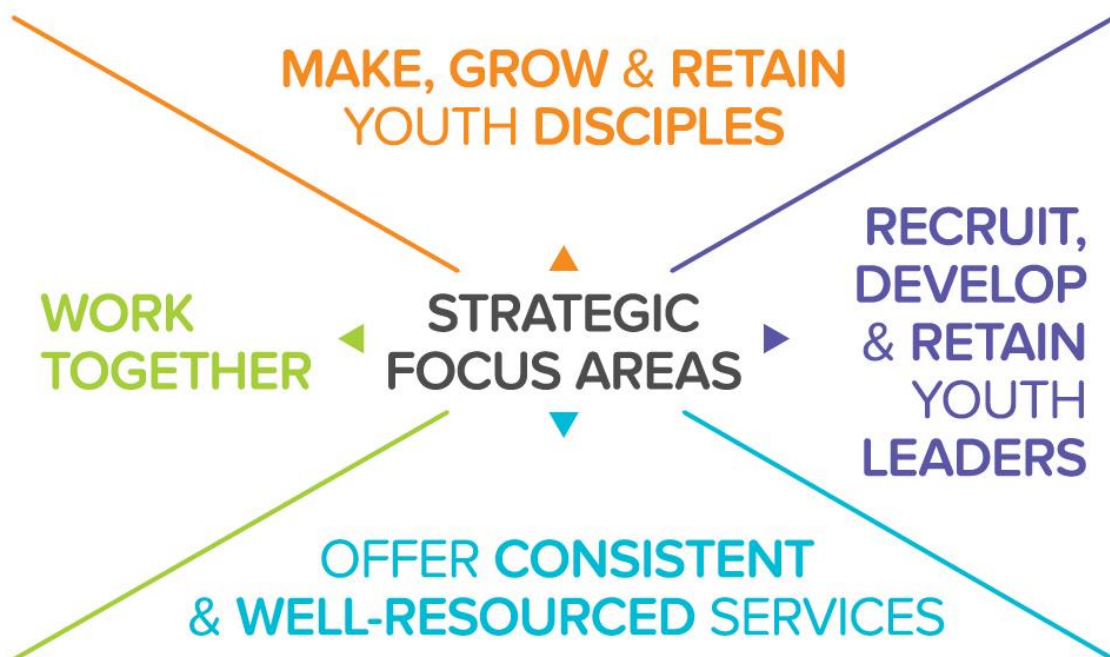 MAKE, GROW & RETAIN
YOUTH DISCIPLES
WORK
TOGETHER
STRATEGIC
FOCUS AREAS
RECRUIT,
DEVELOP
& RETAIN
YOUTH
LEADERS
OFFER CONSISTENT
& WELL-RESOURCED SERVICES